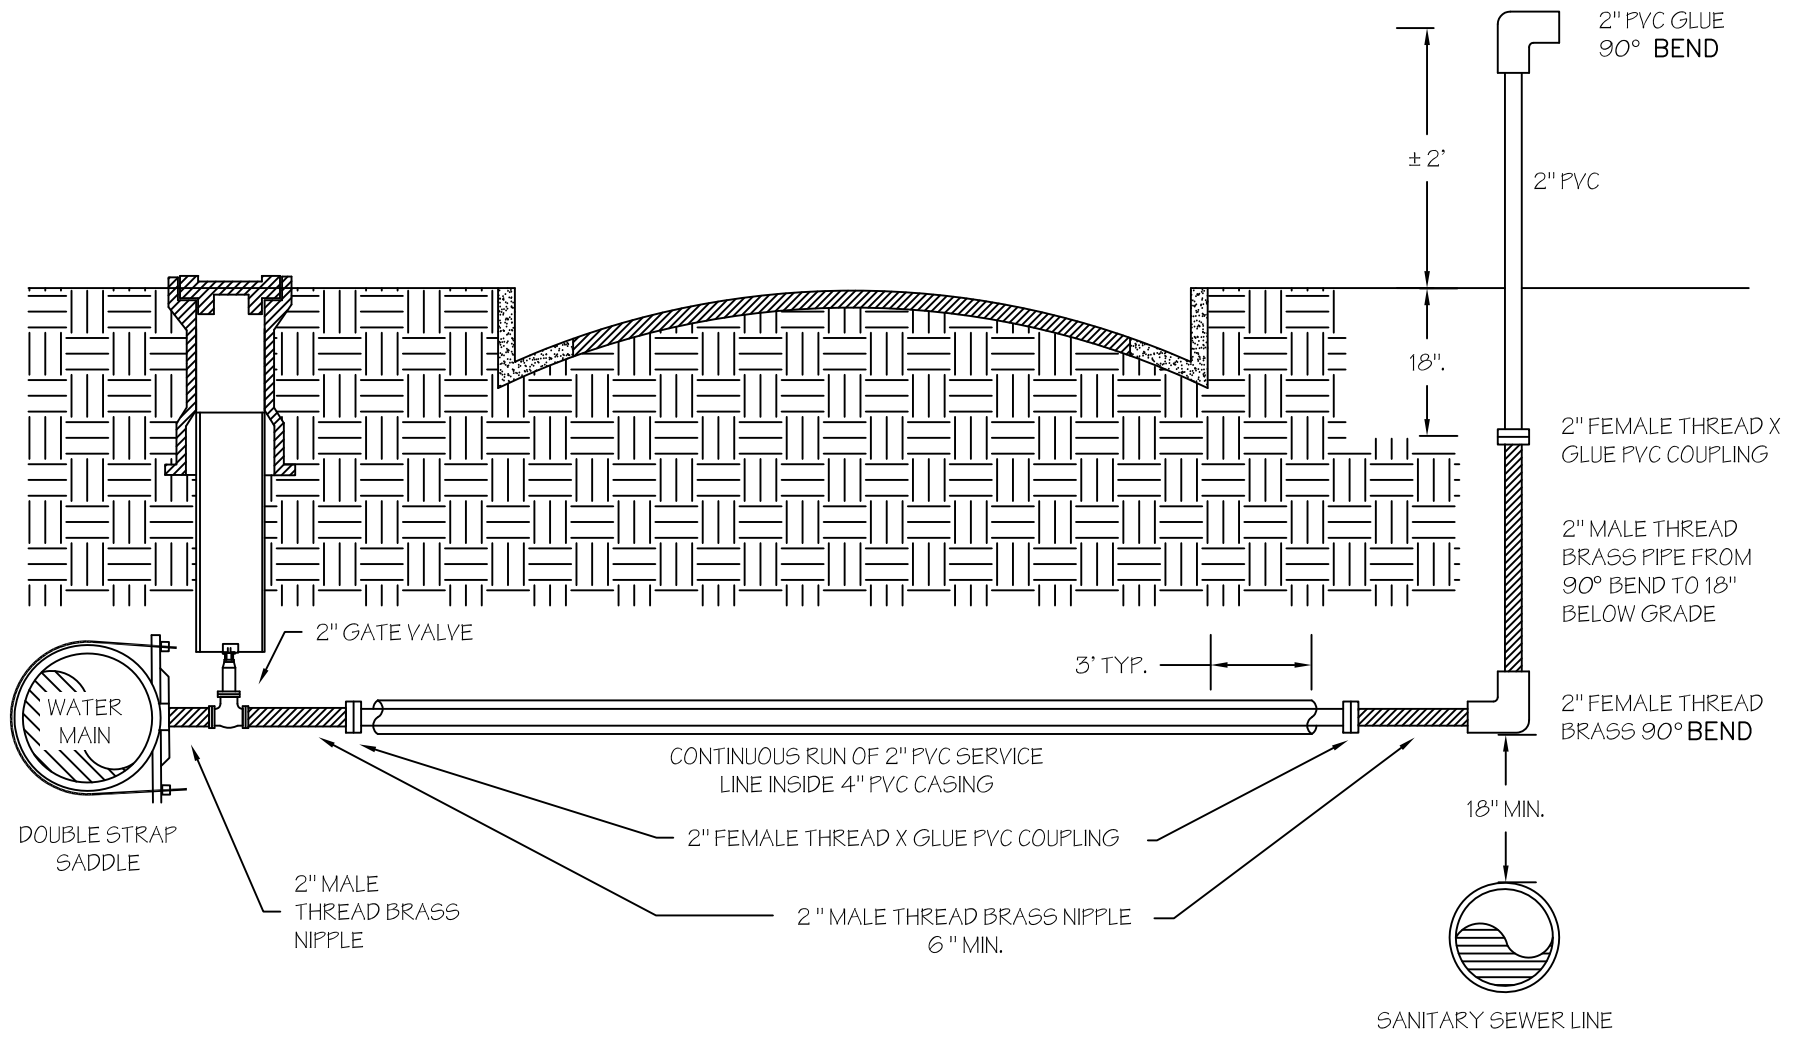 2" PVC GLUE
90° BEND
± 2'
2" PVC
18".
2" FEMALE THREAD X
GLUE PVC COUPLING
2" MALE THREAD
BRASS PIPE FROM
90° BEND TO 18"
BELOW GRADE
2" GATE VALVE
3' TYP.
WATER
MAIN
2" FEMALE THREAD
BRASS 90° BEND
CONTINUOUS RUN OF 2" PVC SERVICE
LINE INSIDE 4" PVC CASING
18" MIN.
DOUBLE STRAP
SADDLE
2" FEMALE THREAD X GLUE PVC COUPLING
2" MALE
THREAD BRASS
NIPPLE
2 " MALE THREAD BRASS NIPPLE
6 " MIN.
SANITARY SEWER LINE